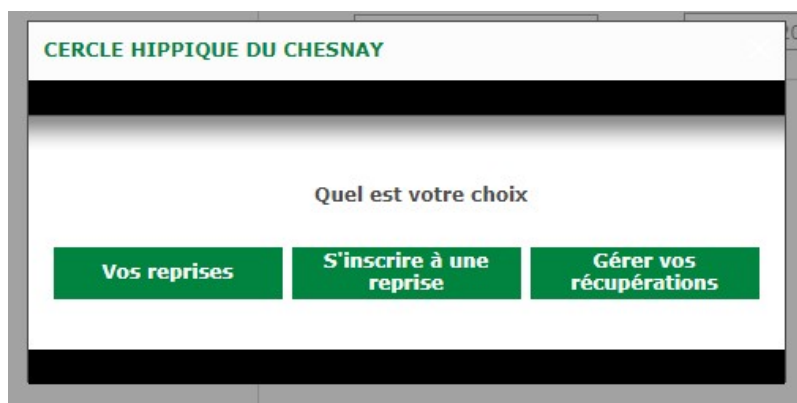 CERCLE HIPPIQUE DU CHESNAY
Quel est votre choix
Vos reprises
S'inscrire à une
reprise
Gérer vos
récupérations